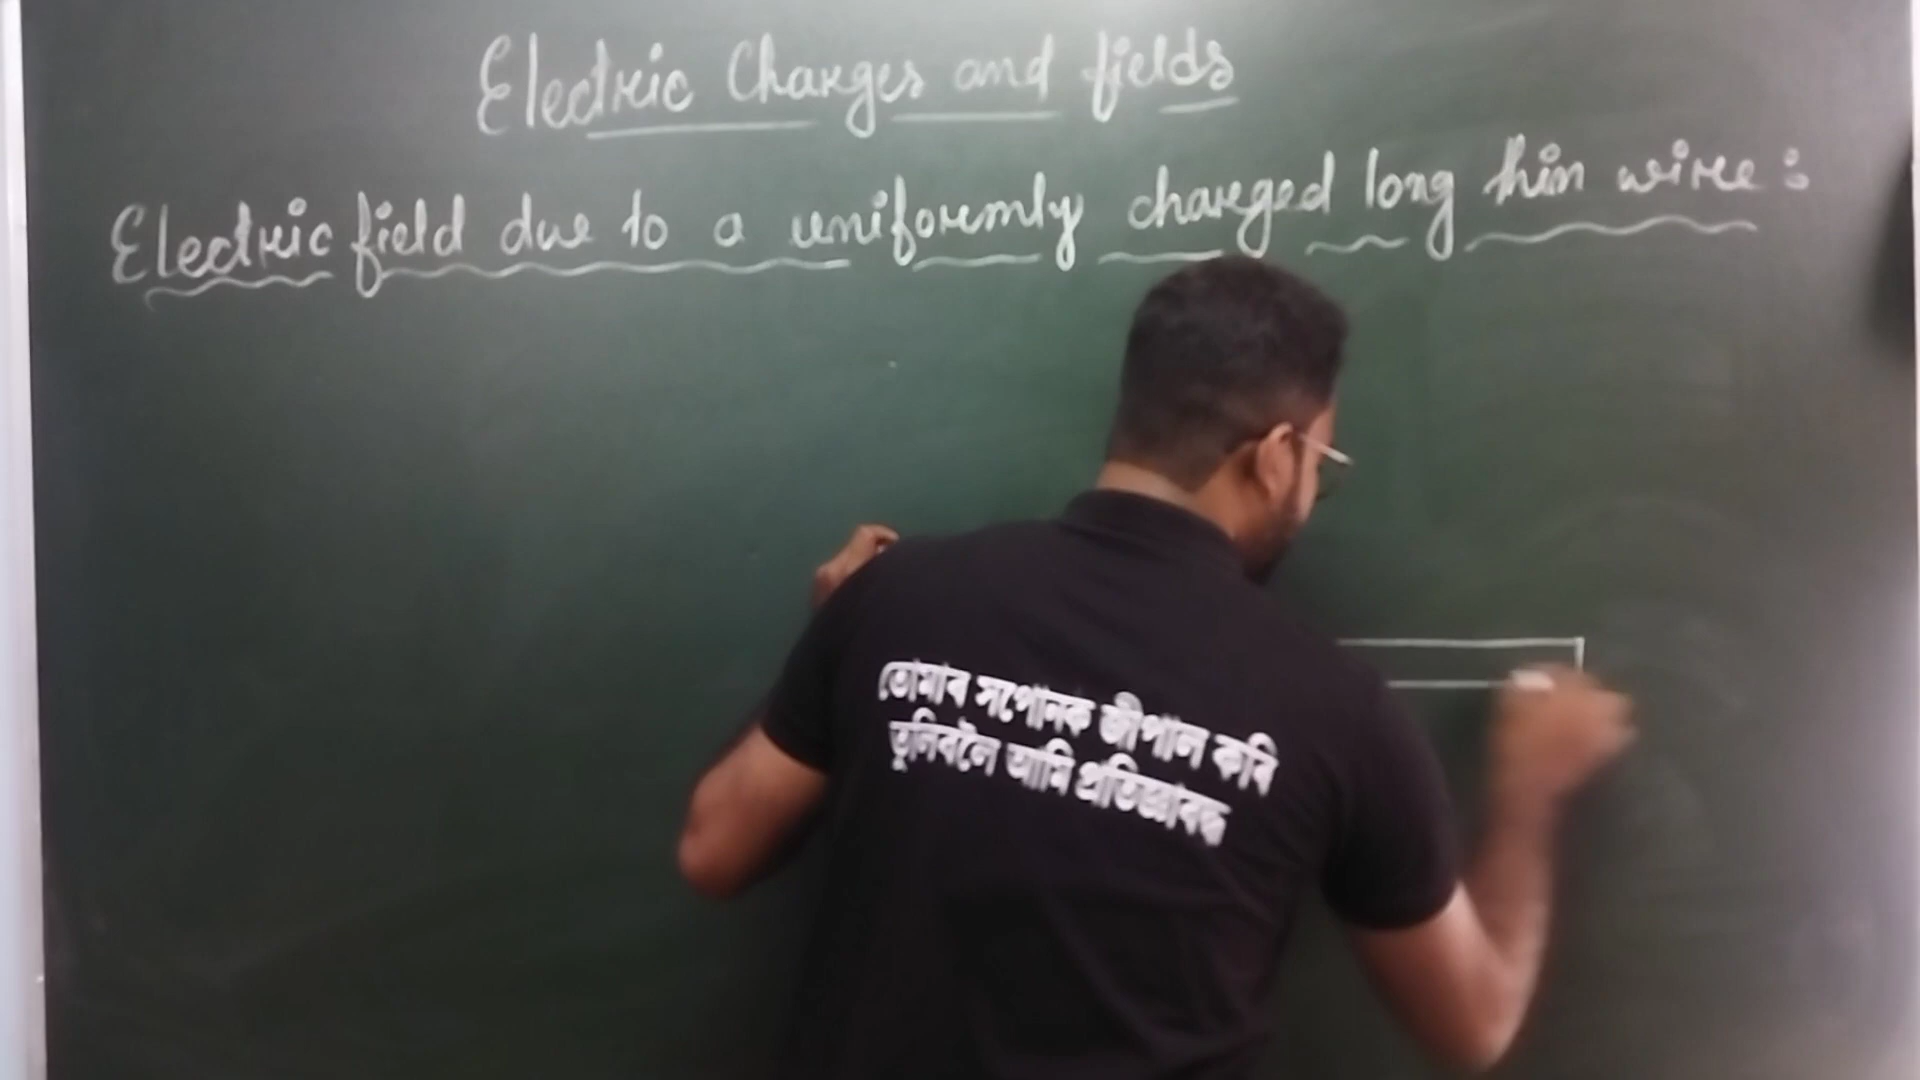 Electric Charges and fields
Electric field due to a uniformly charged long thin wire :
তোমাৰ সপোনক জীপাল কৰি
তুলিবলৈ আমি প্ৰতিজ্ঞাবদ্ধ